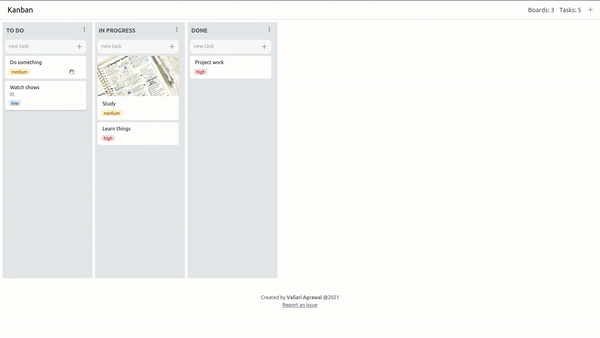 Kanban
Boards: 3 Tasks: 5 +
TO DO
new task
Do something
medium
Watch shows
low
IN PROGRESS
new task
Study
medium
Learn things
high
DONE
new task
Project work
high
Created by Vallari Agrawal @2021
Report an issue